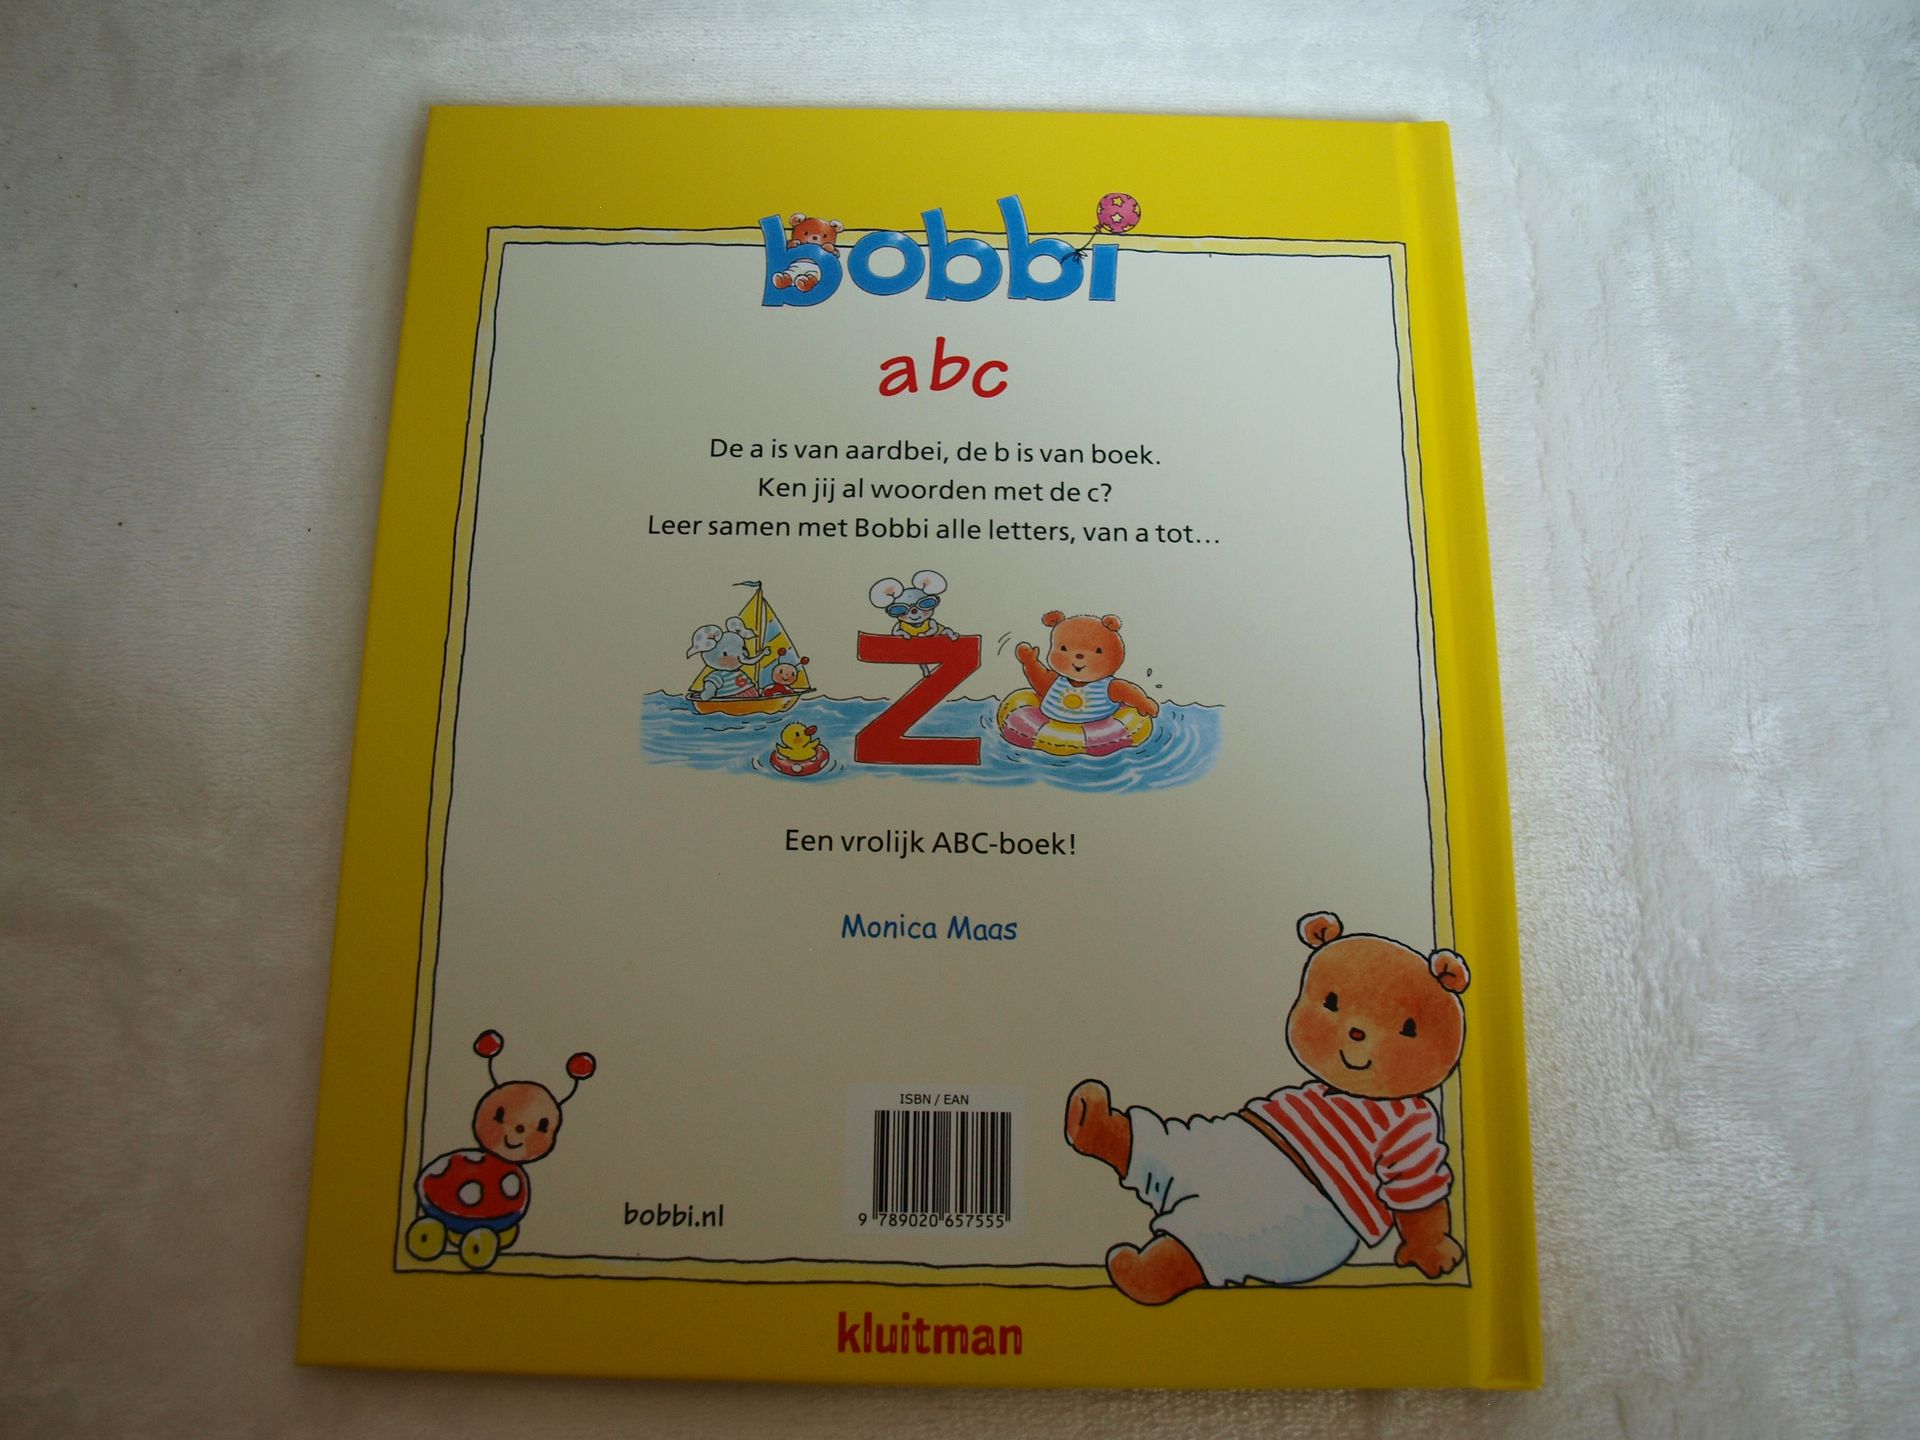 bobbi
abc
De a is van aardbei, de b is van boek.
Ken jij al woorden met de c?
Leer samen met Bobbi alle letters, van a tot...
Z
Een vrolijk ABC-boek!
Monica Maas
ISBN / EAN
9 789020 657555
bobbi.nl
kluitman